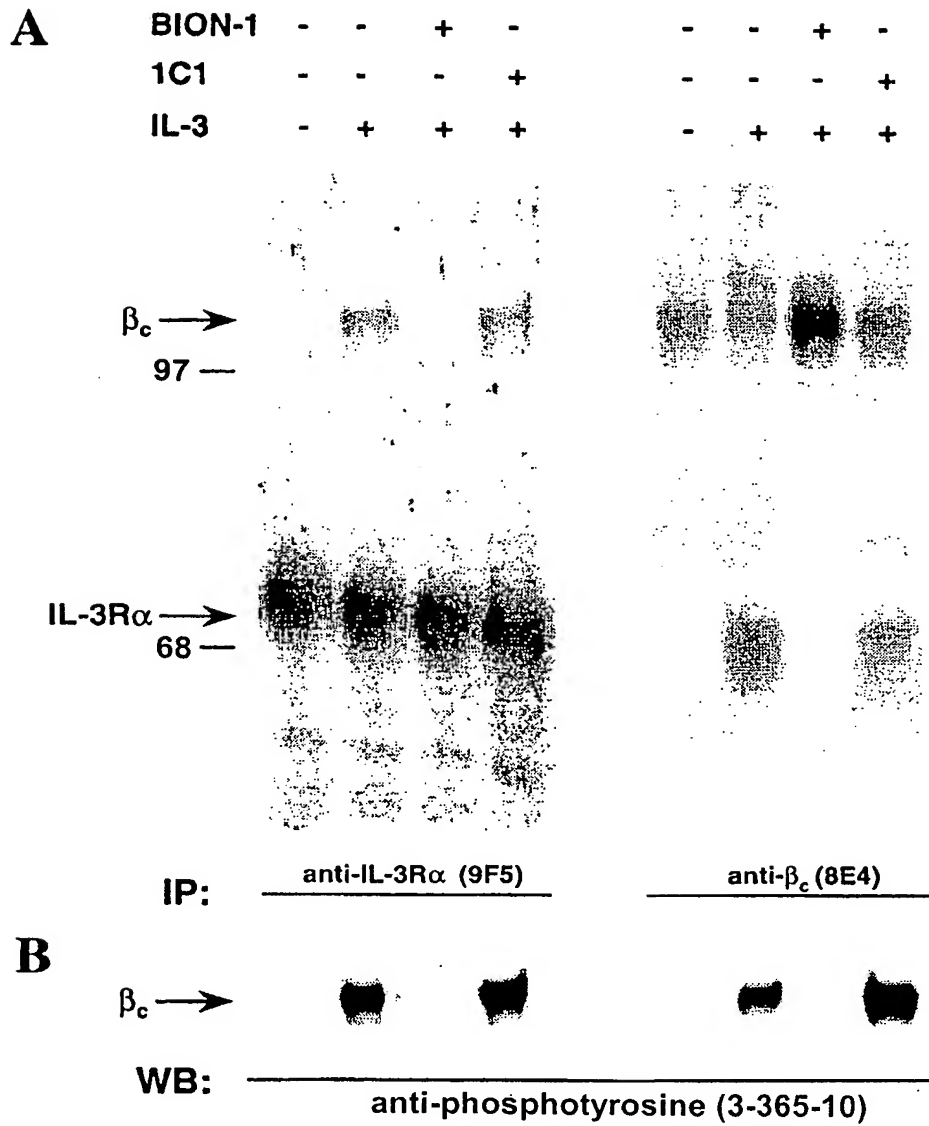 A
BION-1 - - + - - - + -
1C1 - - - + - - - +
IL-3 - + + + - + + +
βc
97
IL-3Rα
68
IP: anti-IL-3Rα (9F5) anti-βc (8E4)
B
βc
WB: anti-phosphotyrosine (3-365-10)